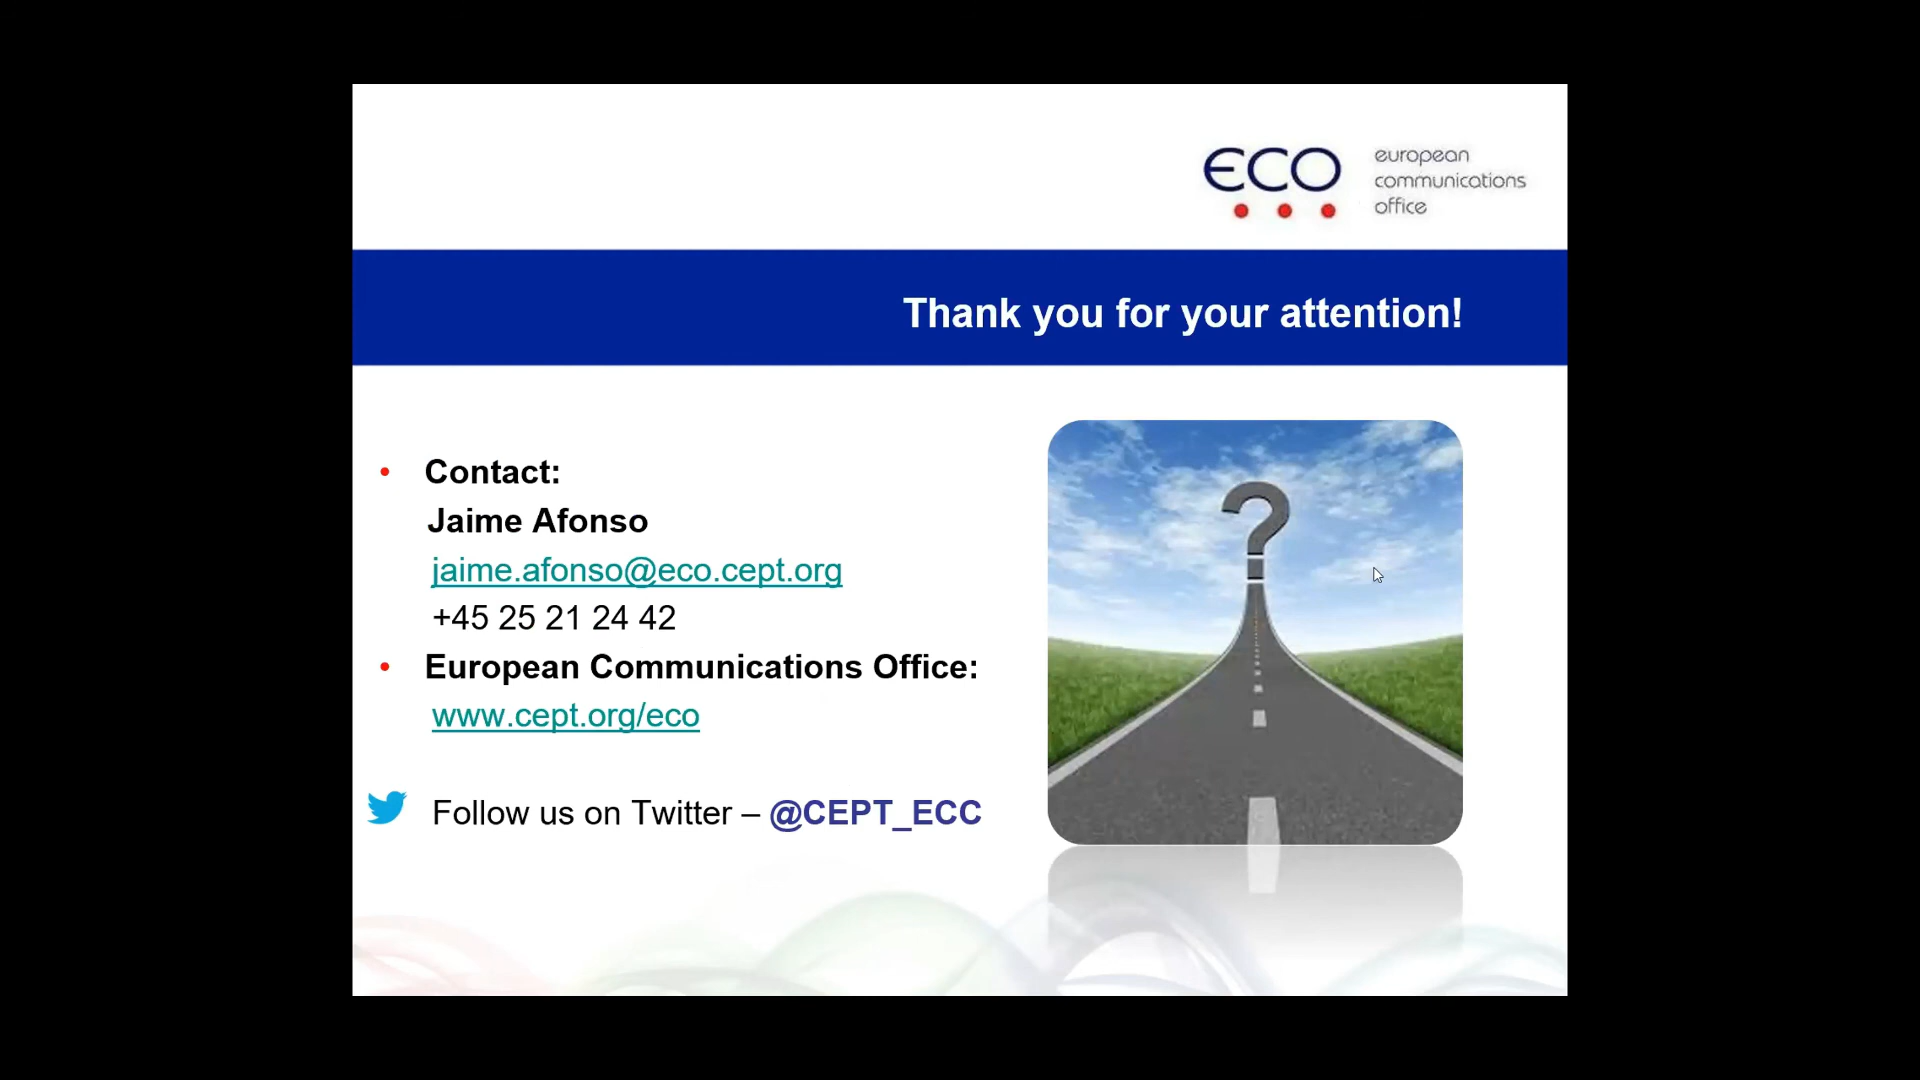 ECO
european
communications
office
Thank you for your attention!
• Contact:
Jaime Afonso
jaime.afonso@eco.cept.org
+45 25 21 24 42
• European Communications Office:
www.cept.org/eco
Follow us on Twitter – @CEPT_ECC
?